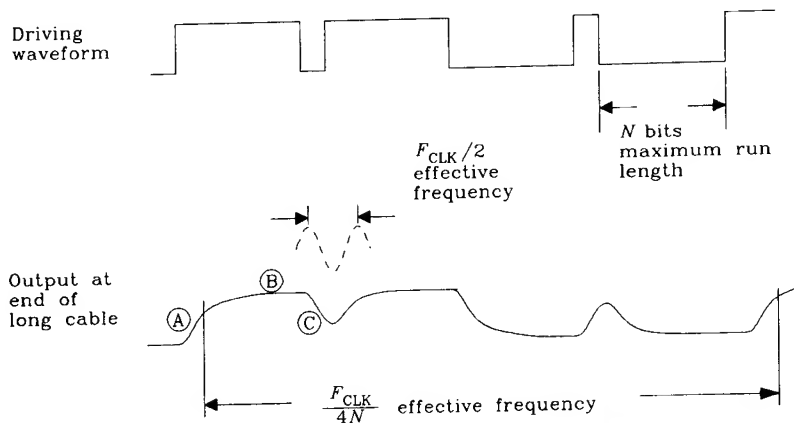 Driving
waveform
N bits
maximum run
length
F_CLK/2
effective
frequency
Output at
end of
long cable
A
B
C
F_CLK/4N effective frequency